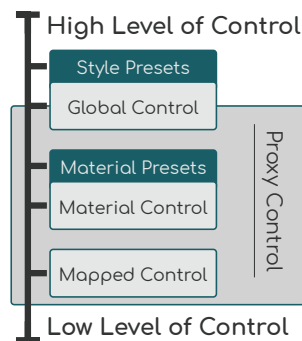 High Level of Control
Style Presets
Global Control
Material Presets
Material Control
Mapped Control
Proxy Control
Low Level of Control